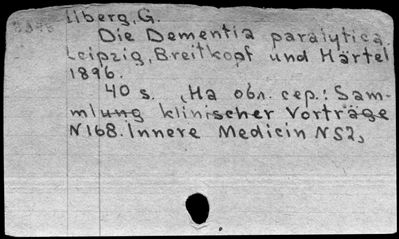 Ilberg, G.
Die Dementia paralytica
Leipzig, Breitkopf und Härtel
1896.
40 s. На обл. сер.: Sam-
mlung klinischer Vorträge
N168. Innere Medicin N52,